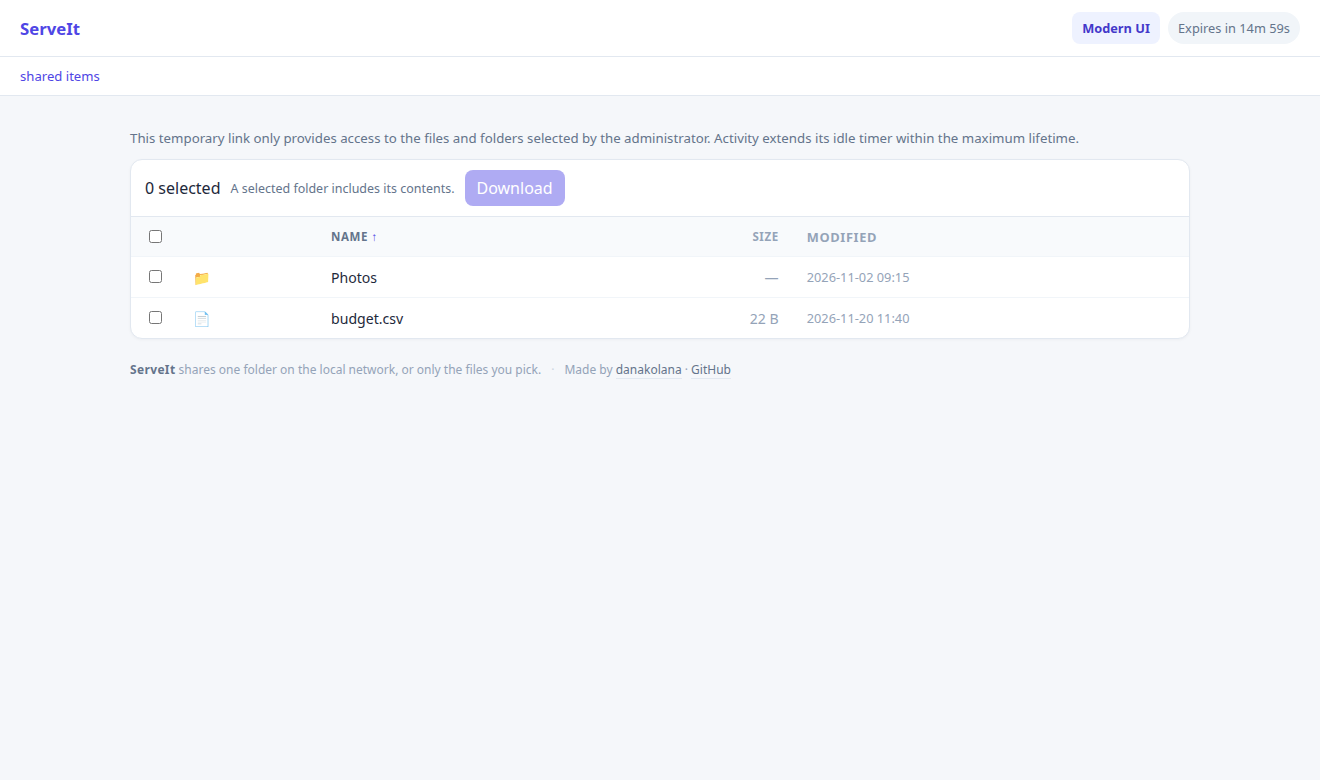 ServeIt
Modern UI
Expires in 14m 59s
shared items
This temporary link only provides access to the files and folders selected by the administrator. Activity extends its idle timer within the maximum lifetime.
0 selected A selected folder includes its contents. Download
NAME ↑ SIZE MODIFIED
Photos — 2026-11-02 09:15
budget.csv 22 B 2026-11-20 11:40
ServeIt shares one folder on the local network, or only the files you pick. · Made by danakolana · GitHub